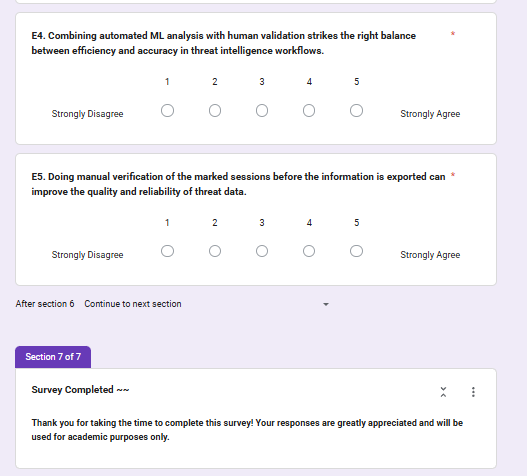 E4. Combining automated ML analysis with human validation strikes the right balance *
between efficiency and accuracy in threat intelligence workflows.
1 2 3 4 5
Strongly Disagree Strongly Agree
E5. Doing manual verification of the marked sessions before the information is exported can *
improve the quality and reliability of threat data.
1 2 3 4 5
Strongly Disagree Strongly Agree
After section 6 Continue to next section
Section 7 of 7
Survey Completed ~~
Thank you for taking the time to complete this survey! Your responses are greatly appreciated and will be
used for academic purposes only.